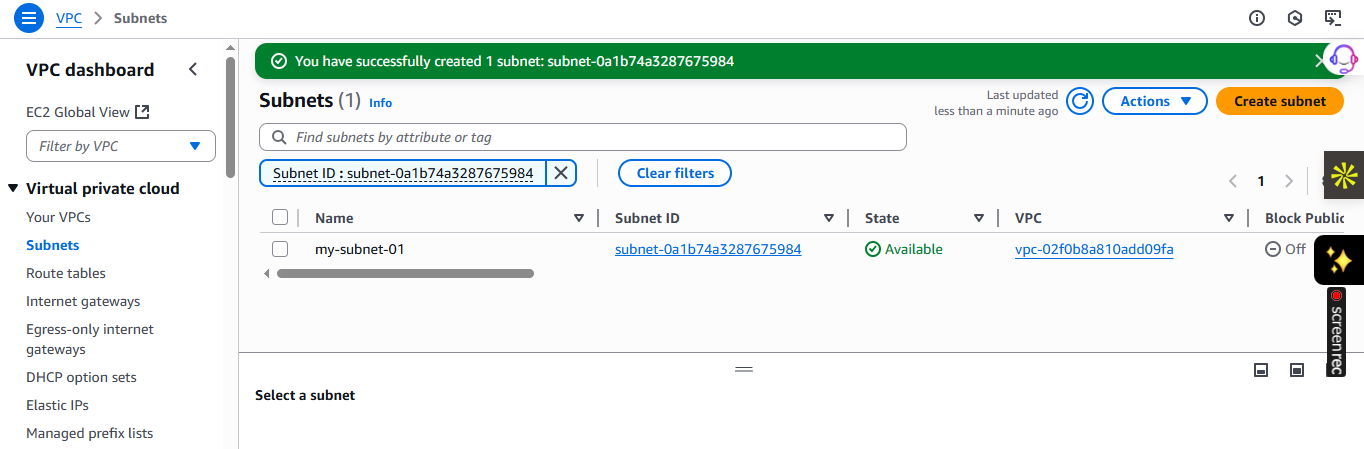 VPC > Subnets
You have successfully created 1 subnet: subnet-0a1b74a3287675984
VPC dashboard
EC2 Global View
Filter by VPC
Virtual private cloud
Your VPCs
Subnets
Route tables
Internet gateways
Egress-only internet
gateways
DHCP option sets
Elastic IPs
Managed prefix lists
Subnets (1) Info
Last updated
less than a minute ago
Actions
Create subnet
Find subnets by attribute or tag
Subnet ID : subnet-0a1b74a3287675984
Clear filters
1
Name Subnet ID State VPC Block Public
my-subnet-01 subnet-0a1b74a3287675984 Available vpc-02f0b8a810add09fa Off
screenrec
Select a subnet